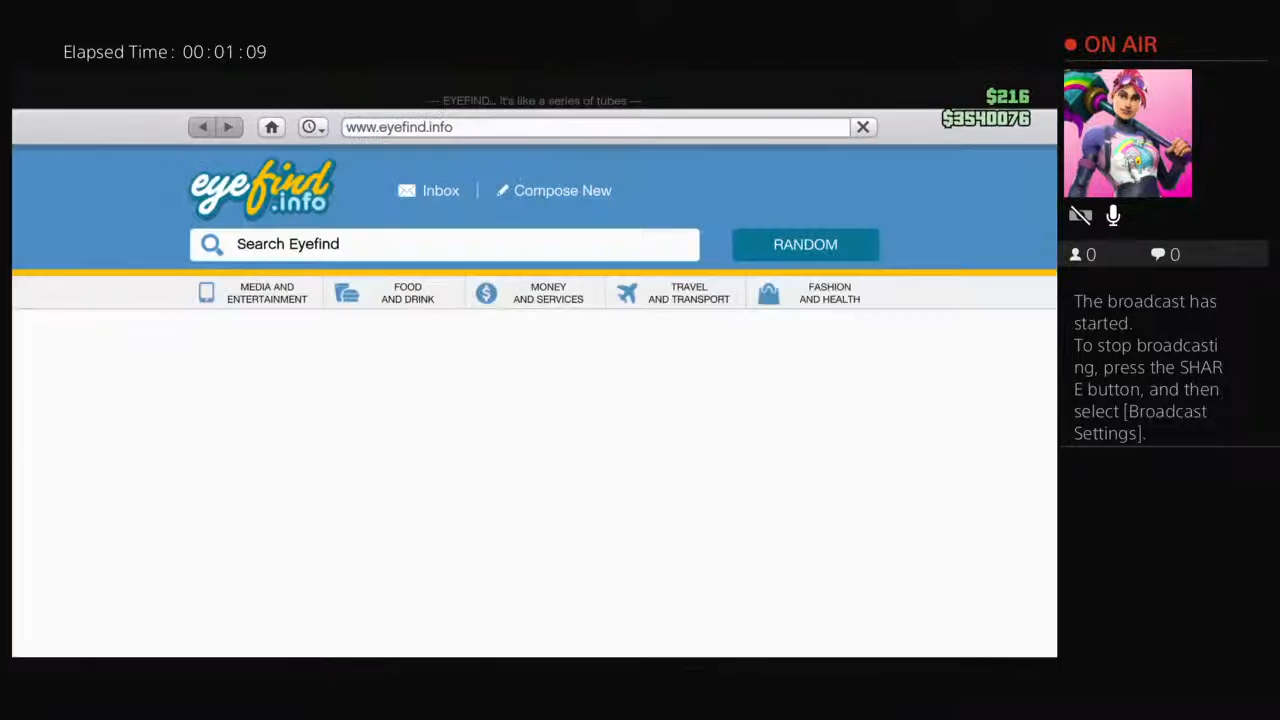 Elapsed Time: 00:01:09
ON AIR
— EYEFIND... It's like a series of tubes —
$216
$3540076
www.eyefind.info
eyefind
.info
Inbox | Compose New
Search Eyefind
RANDOM
MEDIA AND
ENTERTAINMENT
FOOD
AND DRINK
MONEY
AND SERVICES
TRAVEL
AND TRANSPORT
FASHION
AND HEALTH
0
0
The broadcast has
started.
To stop broadcasti
ng, press the SHAR
E button, and then
select [Broadcast
Settings].